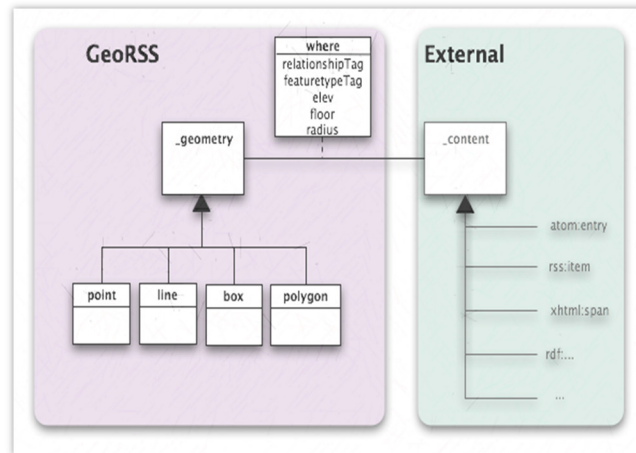 GeoRSS
where
relationshipTag
featuretypeTag
elev
floor
radius
_geometry
point
line
box
polygon
External
_content
atom:entry
rss:item
xhtml:span
rdf:...
...